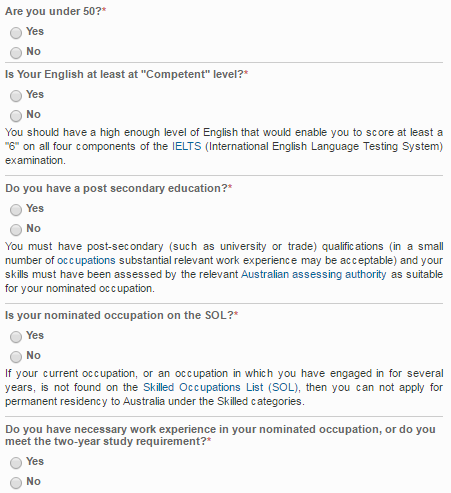 Are you under 50?*
Yes
No
Is Your English at least at "Competent" level?*
Yes
No
You should have a high enough level of English that would enable you to score at least a
"6" on all four components of the IELTS (International English Language Testing System)
examination.
Do you have a post secondary education?*
Yes
No
You must have post-secondary (such as university or trade) qualifications (in a small
number of occupations substantial relevant work experience may be acceptable) and your
skills must have been assessed by the relevant Australian assessing authority as suitable
for your nominated occupation.
Is your nominated occupation on the SOL?*
Yes
No
If your current occupation, or an occupation in which you have engaged in for several
years, is not found on the Skilled Occupations List (SOL), then you can not apply for
permanent residency to Australia under the Skilled categories.
Do you have necessary work experience in your nominated occupation, or do you
meet the two-year study requirement?*
Yes
No